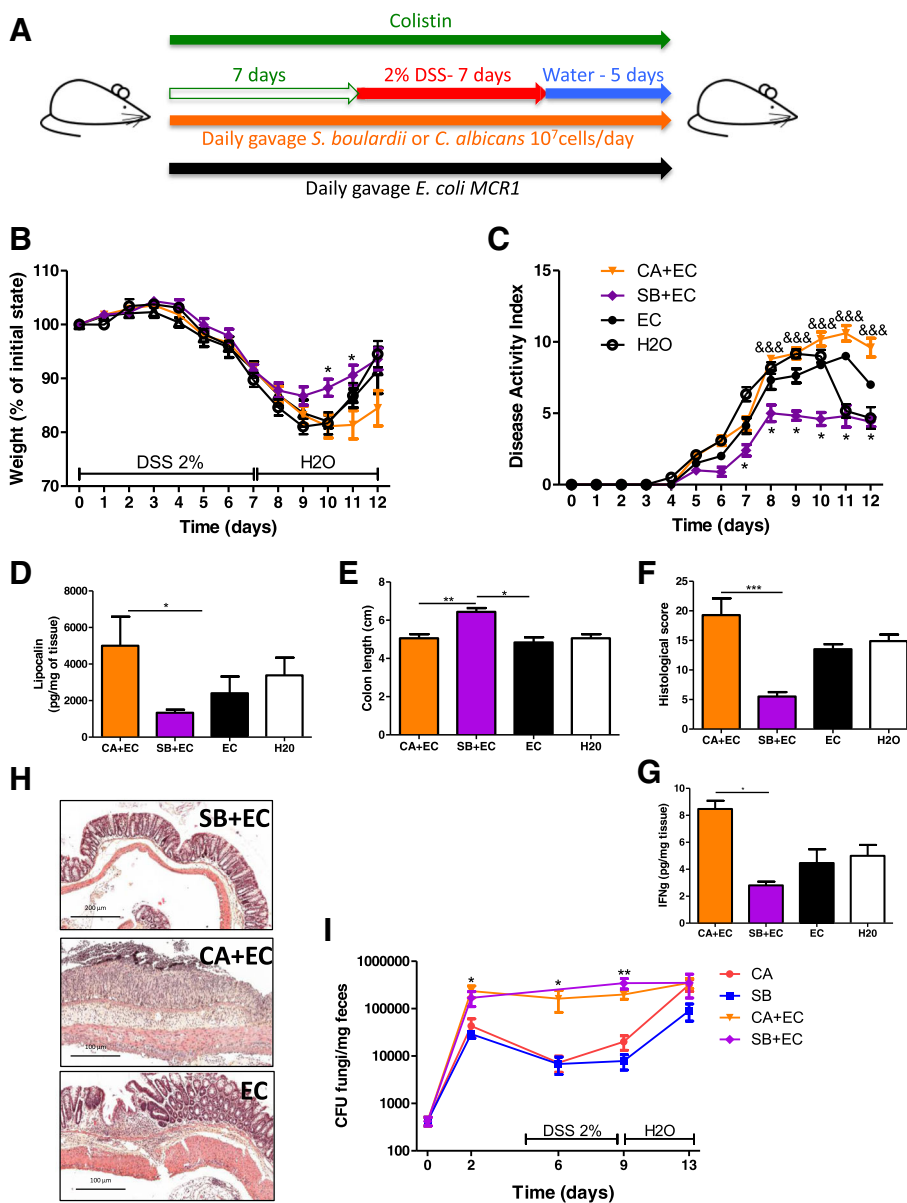 A
Colistin
7 days
2% DSS- 7 days
Water - 5 days
Daily gavage S. boulardii or C. albicans 10⁷cells/day
Daily gavage E. coli MCR1
B
Weight (% of initial state)
110
100
90
80
70
* *
DSS 2%
H2O
0 1 2 3 4 5 6 7 8 9 10 11 12
Time (days)
C
CA+EC
SB+EC
EC
H2O
Disease Activity Index
15
10
5
0
&&& &&& &&& &&& &&&
* * * * * *
0 1 2 3 4 5 6 7 8 9 10 11 12
Time (days)
D
Lipocalin
(pg/mg of tissue)
8000
6000
4000
2000
0
*
CA+EC SB+EC EC H20
E
Colon length (cm)
8
6
4
2
0
** *
CA+EC SB+EC EC H2O
F
Histological score
25
20
15
10
5
0
***
CA+EC SB+EC EC H2O
G
IFNg (pg/mg tissue)
10
8
6
4
2
0
*
CA+EC SB+EC EC H2O
H
SB+EC
200 µm
CA+EC
100 µm
EC
100 µm
I
CFU fungi/mg feces
1000000
100000
10000
1000
100
* * **
CA
SB
CA+EC
SB+EC
DSS 2%
H2O
0 2 6 9 13
Time (days)